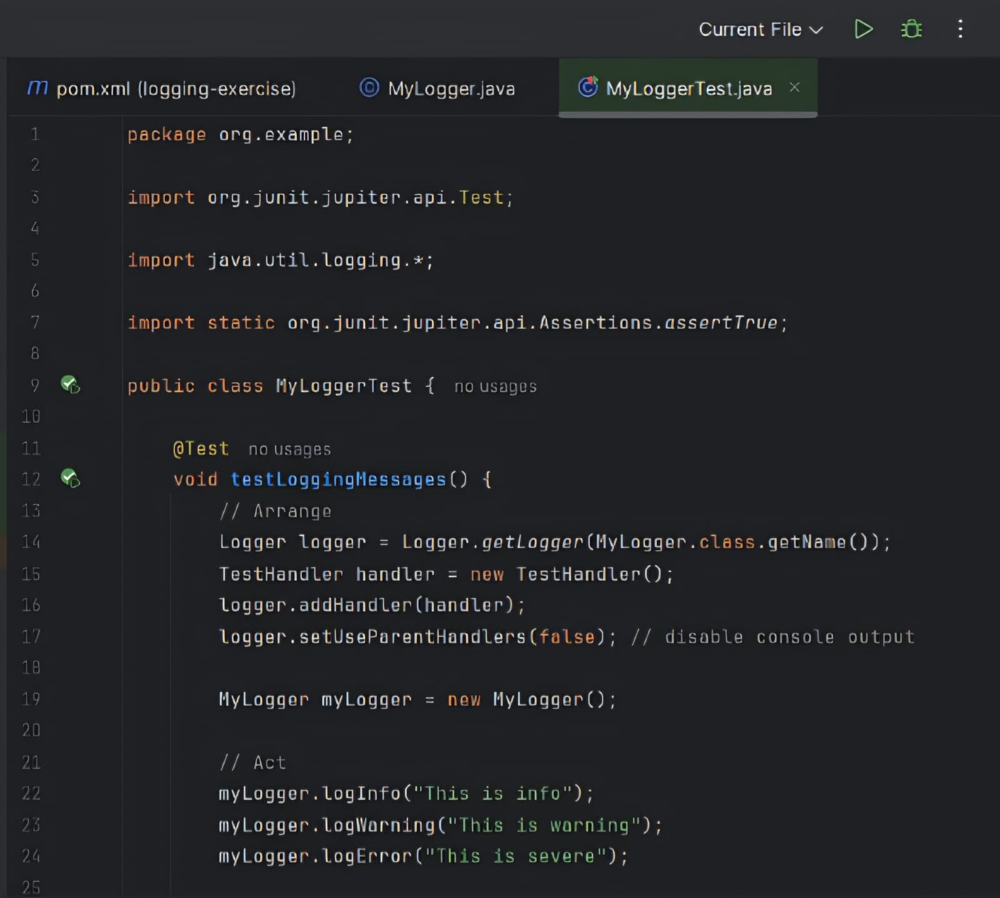 Current File
pom.xml (logging-exercise) MyLogger.java MyLoggerTest.java
1 package org.example;
2
3 import org.junit.jupiter.api.Test;
4
5 import java.util.logging.*;
6
7 import static org.junit.jupiter.api.Assertions.assertTrue;
8
9 public class MyLoggerTest { no usages
10
11 @Test no usages
12 void testLoggingMessages() {
13 // Arrange
14 Logger logger = Logger.getLogger(MyLogger.class.getName());
15 TestHandler handler = new TestHandler();
16 logger.addHandler(handler);
17 logger.setUseParentHandlers(false); // disable console output
18
19 MyLogger myLogger = new MyLogger();
20
21 // Act
22 myLogger.logInfo("This is info");
23 myLogger.logWarning("This is warning");
24 myLogger.logError("This is severe");
25